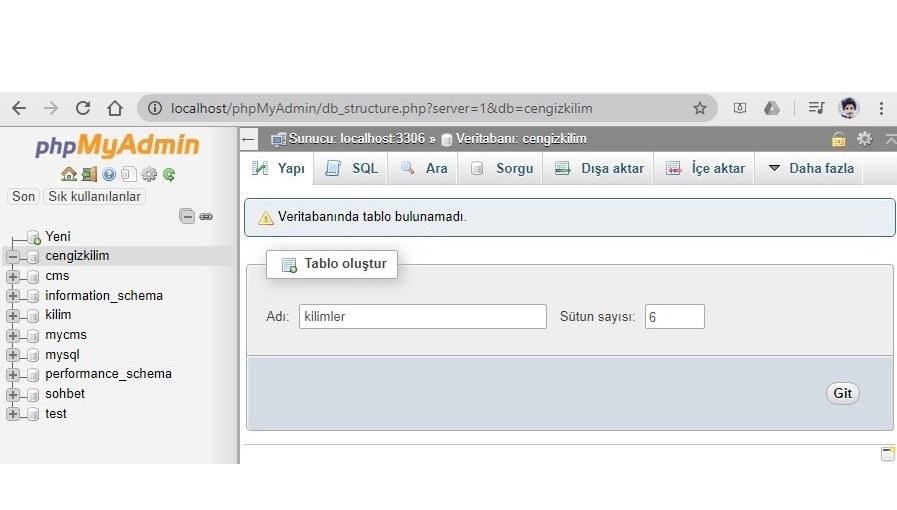 localhost/phpMyAdmin/db_structure.php?server=1&db=cengizkilim
phpMyAdmin
Son Sık kullanılanlar
Yeni
cengizkilim
cms
information_schema
kilim
mycms
mysql
performance_schema
sohbet
test
Sunucu: localhost:3306 » Veritabanı: cengizkilim
Yapı SQL Ara Sorgu Dışa aktar İçe aktar Daha fazla
Veritabanında tablo bulunamadı.
Tablo oluştur
Adı: kilimler Sütun sayısı: 6
Git